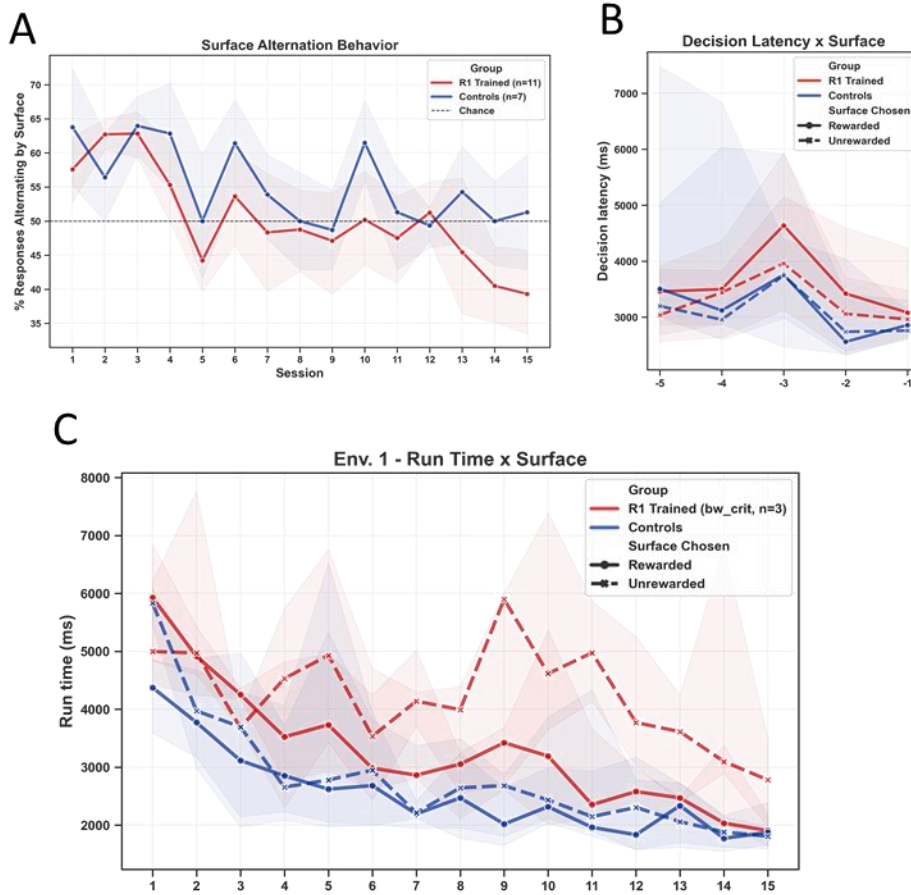 A
Surface Alternation Behavior
% Responses Alternating by Surface
70
65
60
55
50
45
40
35
Group
R1 Trained (n=11)
Controls (n=7)
Chance
1 2 3 4 5 6 7 8 9 10 11 12 13 14 15
Session
B
Decision Latency x Surface
Decision latency (ms)
7000
6000
5000
4000
3000
Group
R1 Trained
Controls
Surface Chosen
Rewarded
Unrewarded
-5 -4 -3 -2 -1
C
Env. 1 - Run Time x Surface
Run time (ms)
8000
7000
6000
5000
4000
3000
2000
Group
R1 Trained (bw_crit, n=3)
Controls
Surface Chosen
Rewarded
Unrewarded
1 2 3 4 5 6 7 8 9 10 11 12 13 14 15